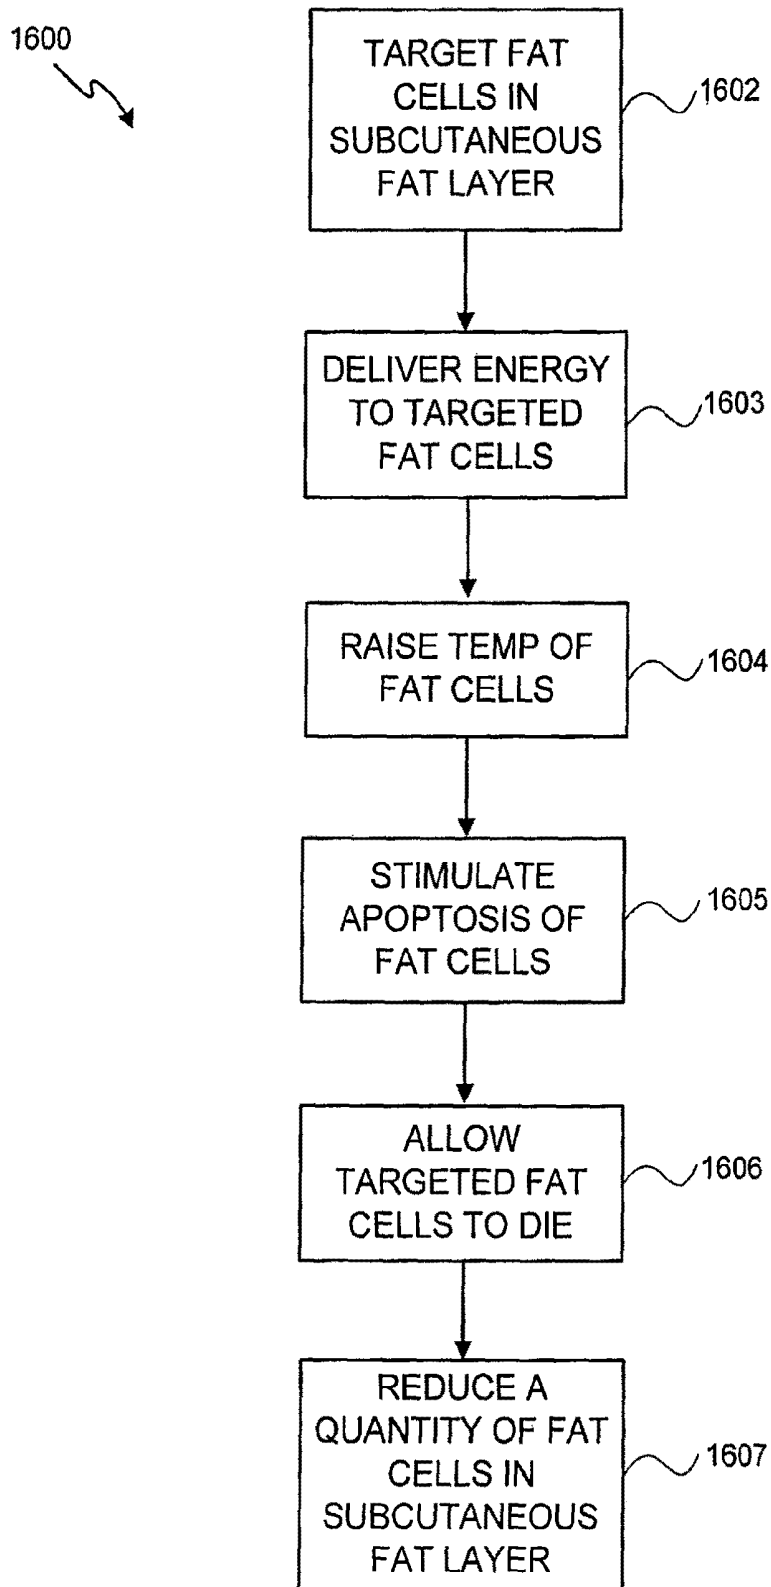 1600
TARGET FAT
CELLS IN
SUBCUTANEOUS
FAT LAYER
1602
DELIVER ENERGY
TO TARGETED
FAT CELLS
1603
RAISE TEMP OF
FAT CELLS
1604
STIMULATE
APOPTOSIS OF
FAT CELLS
1605
ALLOW
TARGETED FAT
CELLS TO DIE
1606
REDUCE A
QUANTITY OF FAT
CELLS IN
SUBCUTANEOUS
FAT LAYER
1607